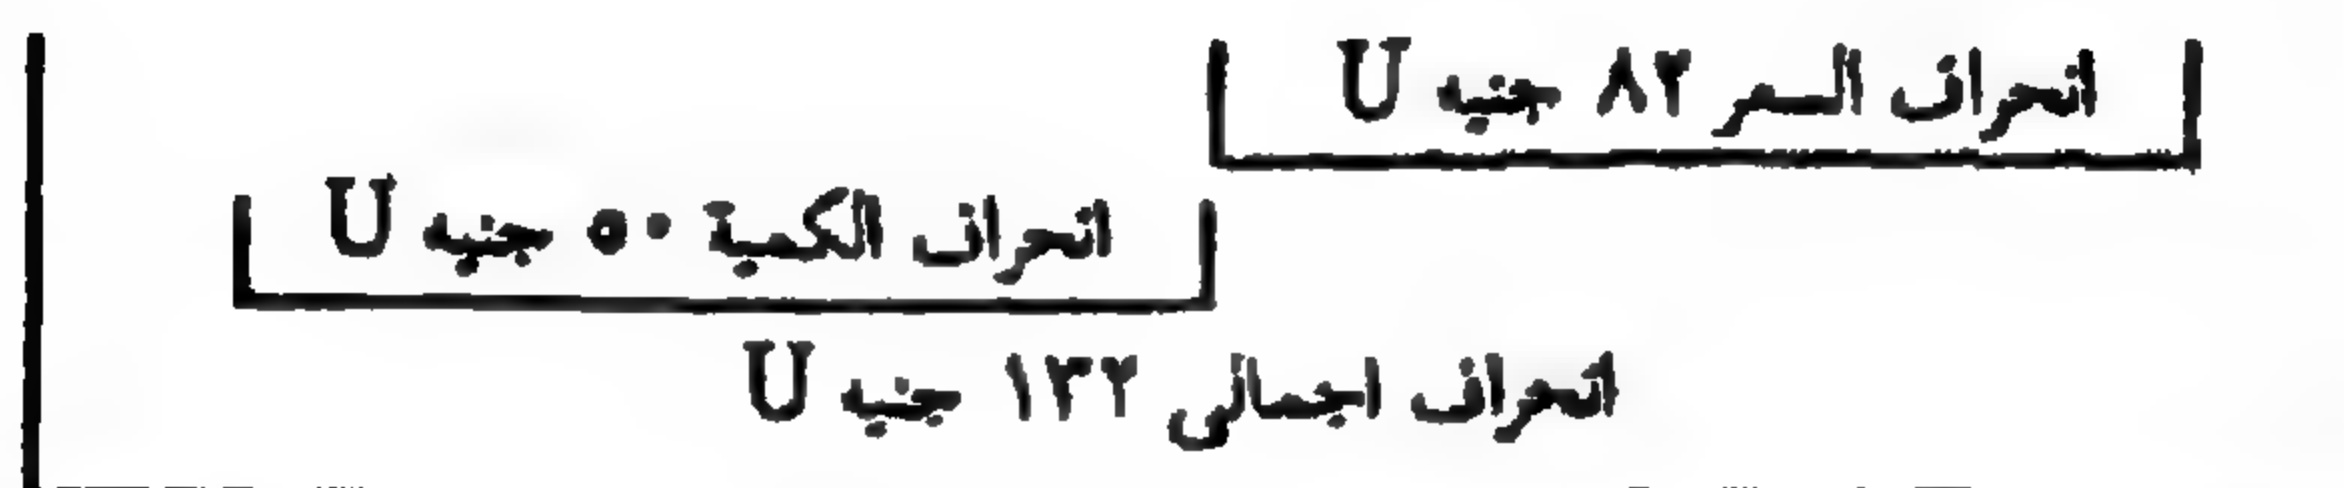 انحراف السعر ٨٢ جنيه U
انحراف الكمية ٥٠ جنيه U
انحراف اجمالى ١٣٢ جنيه U